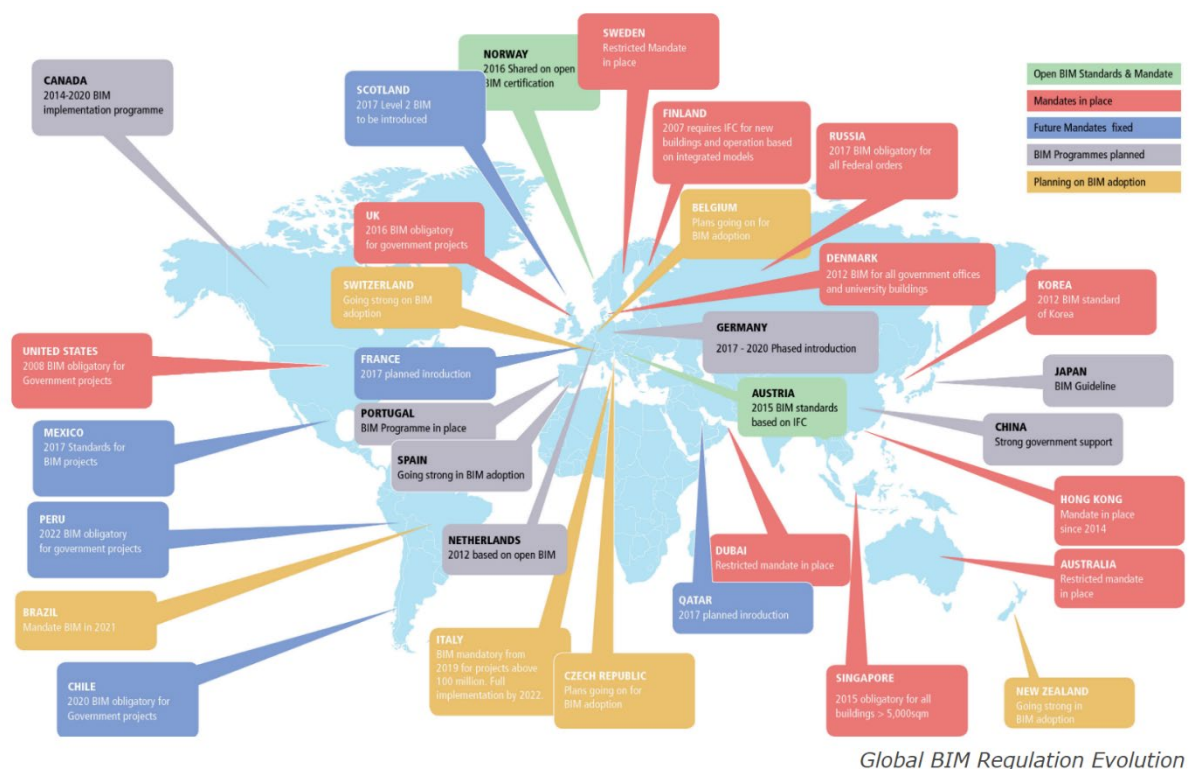 NORWAY
2016 Shared on open
BIM certification
SWEDEN
Restricted Mandate
in place
CANADA
2014-2020 BIM
implementation programme
SCOTLAND
2017 Level 2 BIM
to be introduced
FINLAND
2007 requires IFC for new
buildings and operation based
on integrated models
RUSSIA
2017 BIM obligatory for
all Federal orders
Open BIM Standards & Mandate
Mandates in place
Future Mandates fixed
BIM Programmes planned
Planning on BIM adoption
UK
2016 BIM obligatory
for government projects
BELGIUM
Plans going on for
BIM adoption
SWITZERLAND
Going strong on BIM
adoption
DENMARK
2012 BIM for all government offices
and university buildings
KOREA
2012 BIM standard
of Korea
GERMANY
2017 - 2020 Phased introduction
UNITED STATES
2008 BIM obligatory for
Government projects
FRANCE
2017 planned inroduction
JAPAN
BIM Guideline
AUSTRIA
2015 BIM standards
based on IFC
PORTUGAL
BIM Programme in place
CHINA
Strong government support
MEXICO
2017 Standards for
BIM projects
SPAIN
Going strong in BIM adoption
HONG KONG
Mandate in place
since 2014
PERU
2022 BIM obligatory
for government projects
NETHERLANDS
2012 based on open BIM
DUBAI
Restricted mandate in place
AUSTRALIA
Restricted mandate
in place
BRAZIL
Mandate BIM in 2021
QATAR
2017 planned inroduction
ITALY
BIM mandatory from
2019 for projects above
100 million. Full
implementation by 2022.
CZECH REPUBLIC
Plans going on for
BIM adoption
CHILE
2020 BIM obligatory for
Government projects
SINGAPORE
2015 obligatory for all
buildings > 5,000sqm
NEW ZEALAND
Going strong in
BIM adoption
Global BIM Regulation Evolution